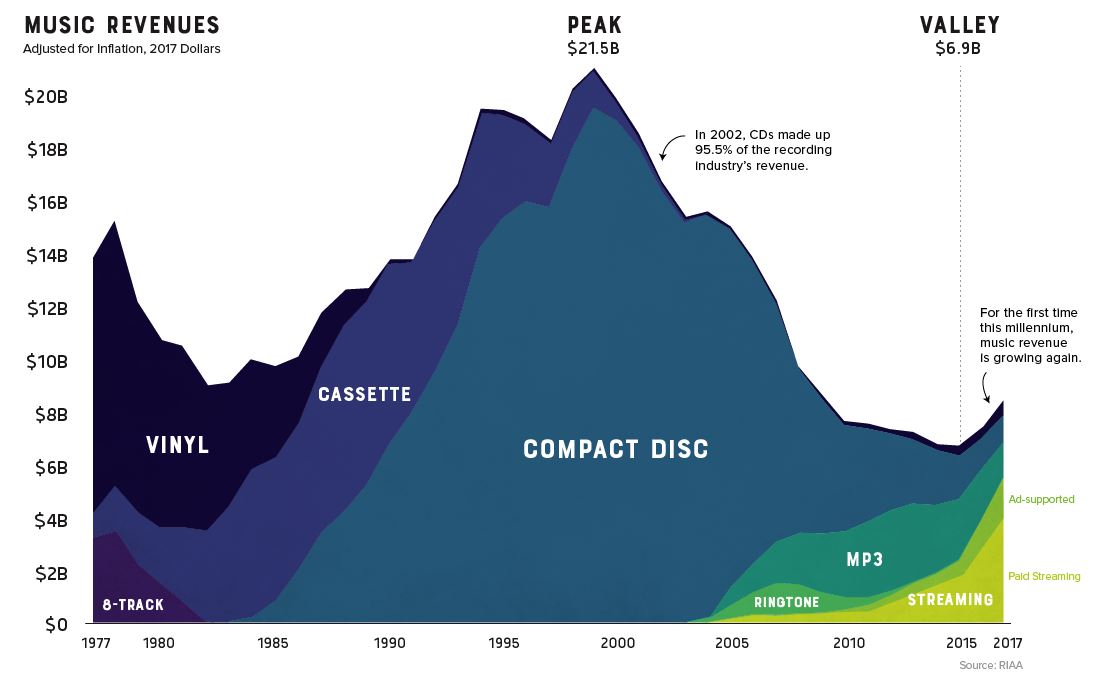 MUSIC REVENUES
Adjusted for Inflation, 2017 Dollars
PEAK
$21.5B
VALLEY
$6.9B
$20B
$18B
$16B
$14B
$12B
$10B
$8B
$6B
$4B
$2B
$0
In 2002, CDs made up
95.5% of the recording
industry's revenue.
For the first time
this millennium,
music revenue
is growing again.
CASSETTE
VINYL
COMPACT DISC
Ad-supported
MP3
Paid Streaming
8-TRACK
RINGTONE
STREAMING
1977
1980
1985
1990
1995
2000
2005
2010
2015
2017
Source: RIAA